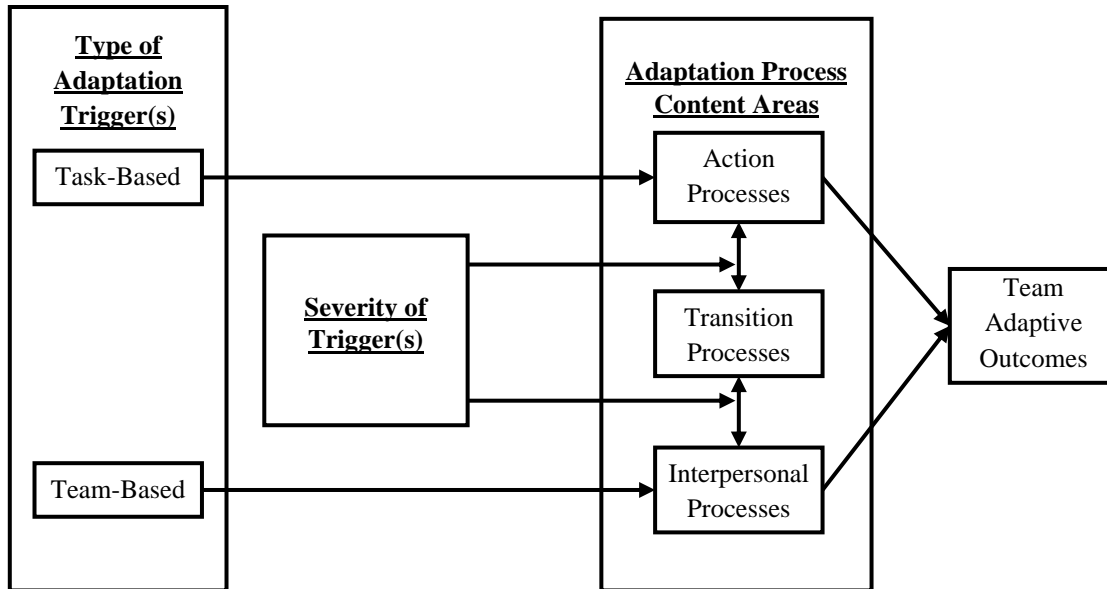 Type of
Adaptation
Trigger(s)
Task-Based
Team-Based
Severity of
Trigger(s)
Adaptation Process
Content Areas
Action
Processes
Transition
Processes
Interpersonal
Processes
Team
Adaptive
Outcomes